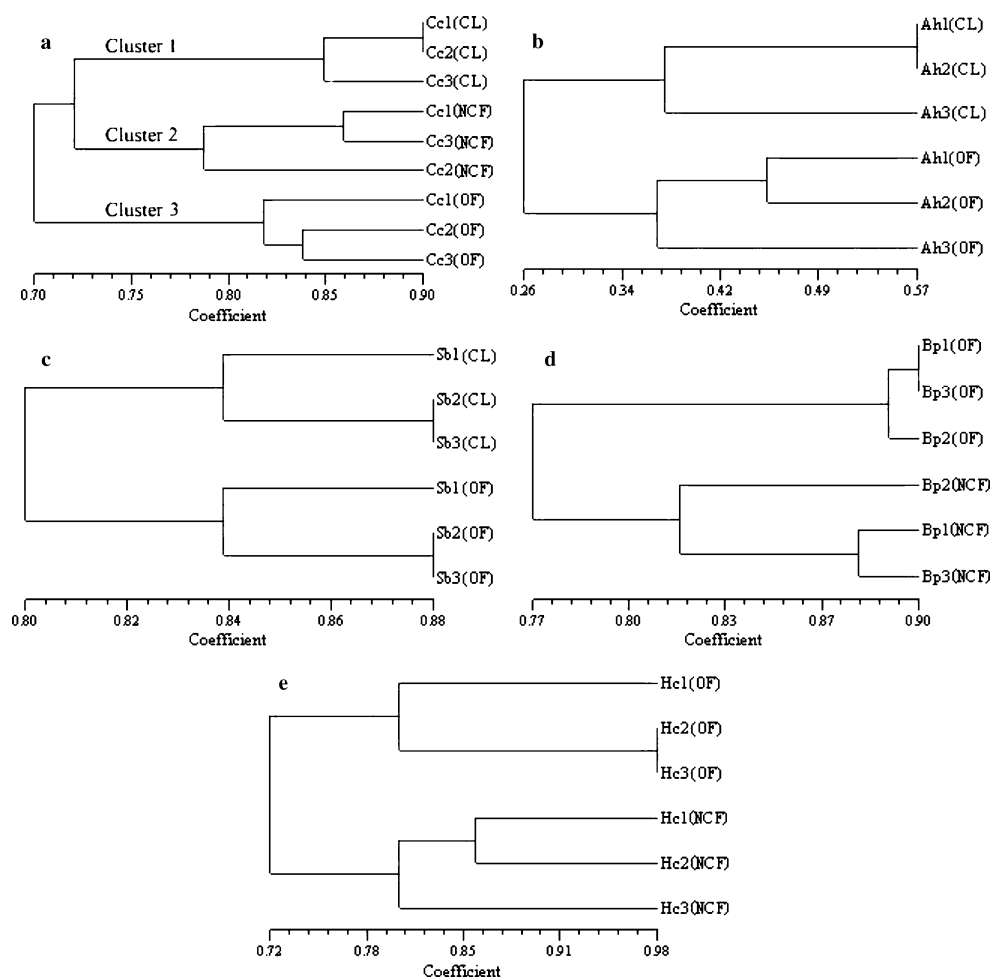 a
Cluster 1
Cluster 2
Cluster 3
Cc1(CL)
Cc2(CL)
Cc3(CL)
Cc1(NCF)
Cc3(NCF)
Cc2(NCF)
Cc1(OF)
Cc2(OF)
Cc3(OF)
0.70 0.75 0.80 0.85 0.90
Coefficient
b
Ah1(CL)
Ah2(CL)
Ah3(CL)
Ah1(OF)
Ah2(OF)
Ah3(OF)
0.26 0.34 0.42 0.49 0.57
Coefficient
c
Sb1(CL)
Sb2(CL)
Sb3(CL)
Sb1(OF)
Sb2(OF)
Sb3(OF)
0.80 0.82 0.84 0.86 0.88
Coefficient
d
Bp1(OF)
Bp3(OF)
Bp2(OF)
Bp2(NCF)
Bp1(NCF)
Bp3(NCF)
0.77 0.80 0.83 0.87 0.90
Coefficient
e
Hc1(OF)
Hc2(OF)
Hc3(OF)
Hc1(NCF)
Hc2(NCF)
Hc3(NCF)
0.72 0.78 0.85 0.91 0.98
Coefficient